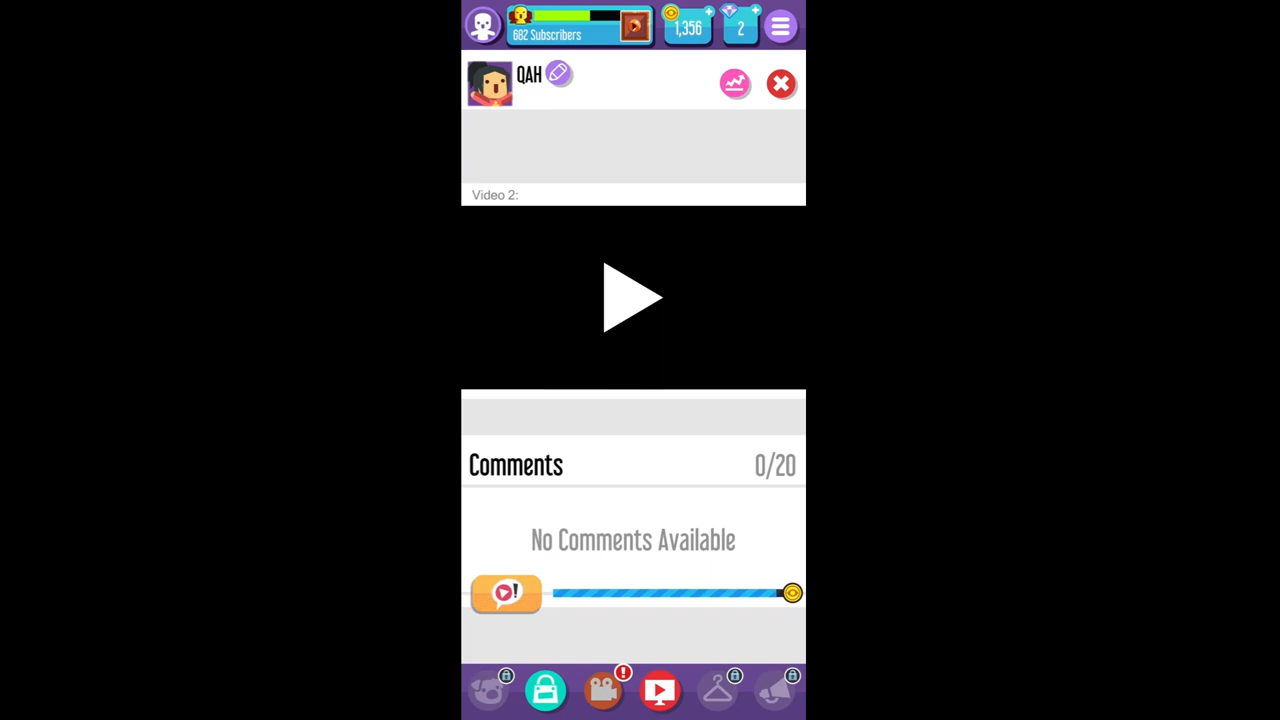 682 Subscribers
1,356
2
QAH
Video 2:
Comments
0/20
No Comments Available
!
!